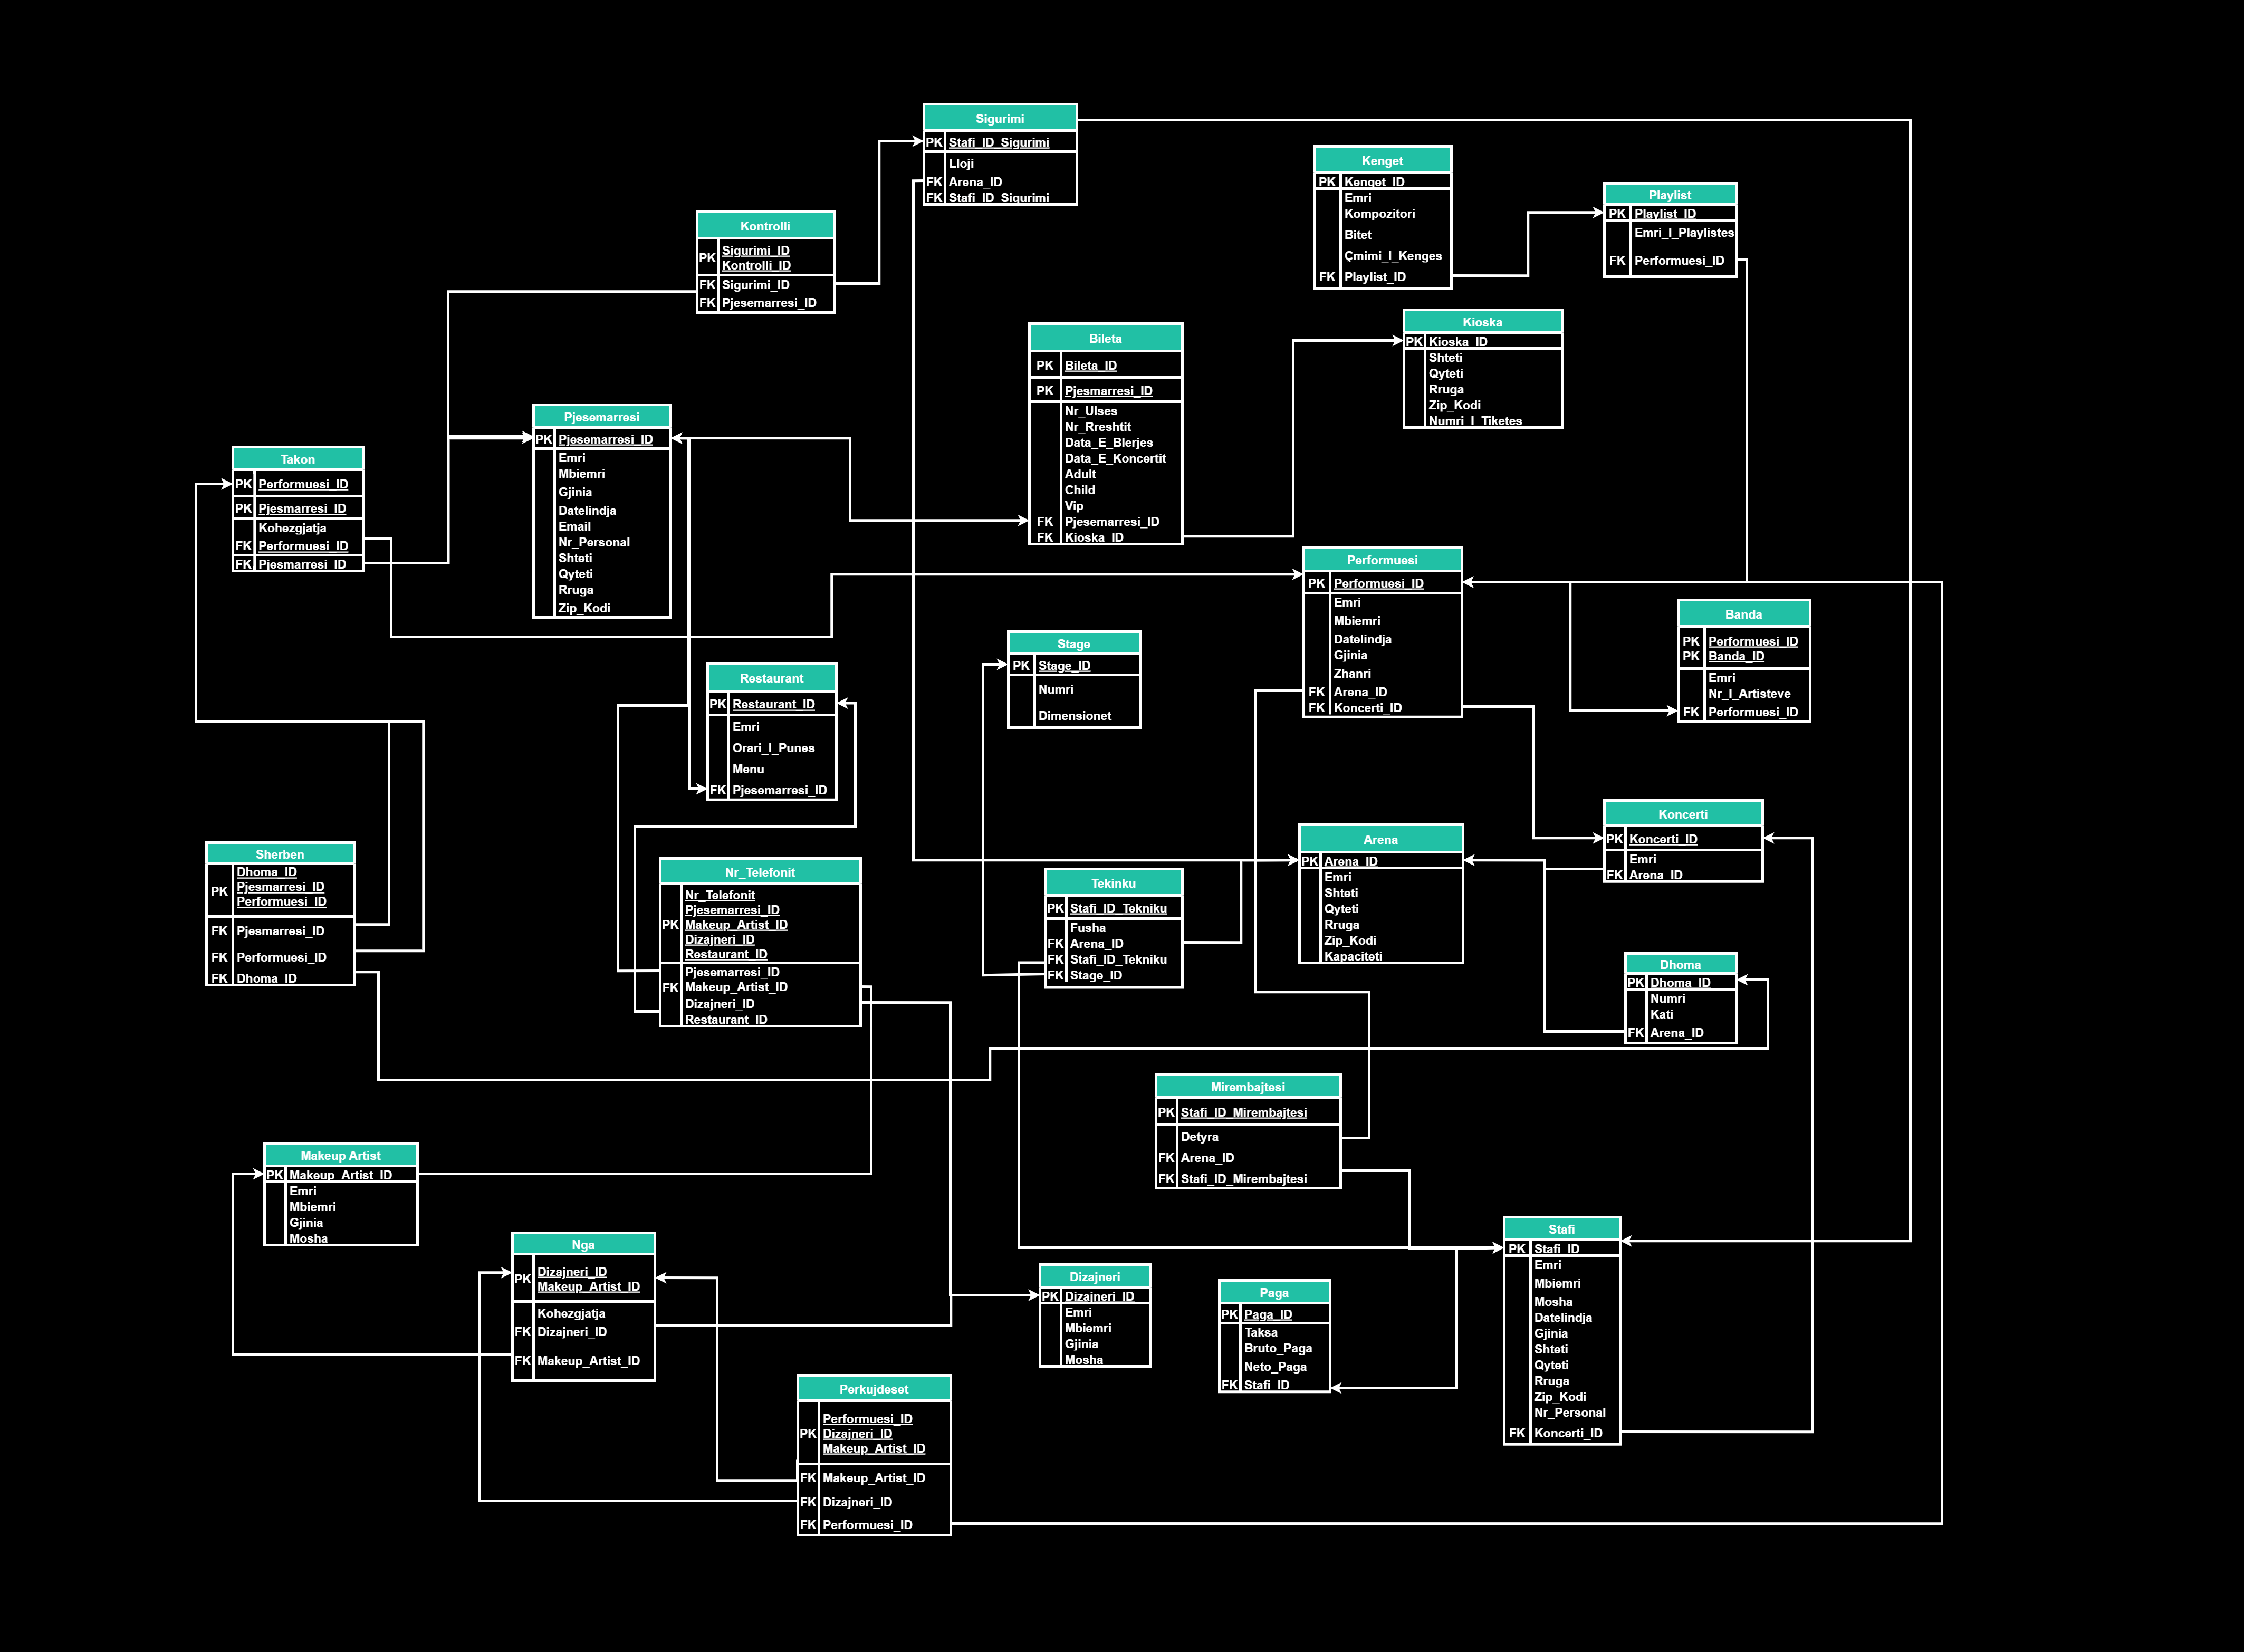 Sigurimi
PK Stafi_ID_Sigurimi
Lloji
FK Arena_ID
FK Stafi_ID_Sigurimi
Kenget
PK Kenget_ID
Emri
Kompozitori
Bitet
Çmimi_I_Kenges
FK Playlist_ID
Playlist
PK Playlist_ID
Emri_I_Playlistes
FK Performuesi_ID
Kontrolli
Sigurimi_ID
PK
Kontrolli_ID
FK Sigurimi_ID
FK Pjesemarresi_ID
Bileta
PK Bileta_ID
PK Pjesmarresi_ID
Nr_Ulses
Nr_Rreshtit
Data_E_Blerjes
Data_E_Koncertit
Adult
Child
Vip
FK Pjesemarresi_ID
FK Kioska_ID
Kioska
PK Kioska_ID
Shteti
Qyteti
Rruga
Zip_Kodi
Numri_I_Tiketes
Pjesemarresi
PK Pjesemarresi_ID
Emri
Mbiemri
Gjinia
Datelindja
Email
Nr_Personal
Shteti
Qyteti
Rruga
Zip_Kodi
Takon
PK Performuesi_ID
PK Pjesmarresi_ID
Kohezgjatja
FK Performuesi_ID
FK Pjesmarresi_ID
Performuesi
PK Performuesi_ID
Emri
Mbiemri
Datelindja
Gjinia
Zhanri
FK Arena_ID
FK Koncerti_ID
Banda
PK Performuesi_ID
PK Banda_ID
Emri
Nr_I_Artisteve
FK Performuesi_ID
Stage
PK Stage_ID
Numri
Dimensionet
Restaurant
PK Restaurant_ID
Emri
Orari_I_Punes
Menu
FK Pjesemarresi_ID
Koncerti
PK Koncerti_ID
Emri
FK Arena_ID
Arena
PK Arena_ID
Emri
Shteti
Qyteti
Rruga
Zip_Kodi
Kapaciteti
Sherben
Dhoma_ID
PK Pjesmarresi_ID
Performuesi_ID
FK Pjesmarresi_ID
FK Performuesi_ID
FK Dhoma_ID
Nr_Telefonit
Nr_Telefonit
Pjesemarresi_ID
PK Makeup_Artist_ID
Dizajneri_ID
Restaurant_ID
Pjesemarresi_ID
FK Makeup_Artist_ID
Dizajneri_ID
Restaurant_ID
Tekinku
PK Stafi_ID_Tekniku
Fusha
FK Arena_ID
FK Stafi_ID_Tekniku
FK Stage_ID
Dhoma
PK Dhoma_ID
Numri
Kati
FK Arena_ID
Mirembajtesi
PK Stafi_ID_Mirembajtesi
Detyra
FK Arena_ID
FK Stafi_ID_Mirembajtesi
Makeup Artist
PK Makeup_Artist_ID
Emri
Mbiemri
Gjinia
Mosha
Nga
Dizajneri_ID
PK
Makeup_Artist_ID
Kohezgjatja
FK Dizajneri_ID
FK Makeup_Artist_ID
Dizajneri
PK Dizajneri_ID
Emri
Mbiemri
Gjinia
Mosha
Paga
PK Paga_ID
Taksa
Bruto_Paga
Neto_Paga
FK Stafi_ID
Stafi
PK Stafi_ID
Emri
Mbiemri
Mosha
Datelindja
Gjinia
Shteti
Qyteti
Rruga
Zip_Kodi
Nr_Personal
FK Koncerti_ID
Perkujdeset
Performuesi_ID
PK Dizajneri_ID
Makeup_Artist_ID
FK Makeup_Artist_ID
FK Dizajneri_ID
FK Performuesi_ID